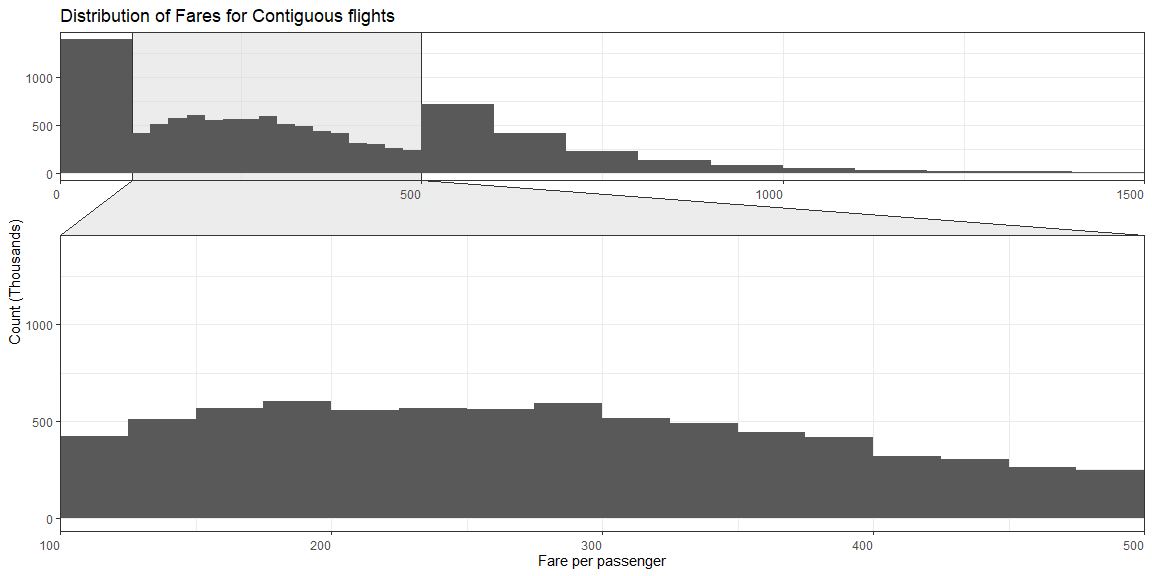 Distribution of Fares for Contiguous flights
1000
500
0
0 500 1000 1500
Count (Thousands)
1000
500
0
100 200 300 400 500
Fare per passenger